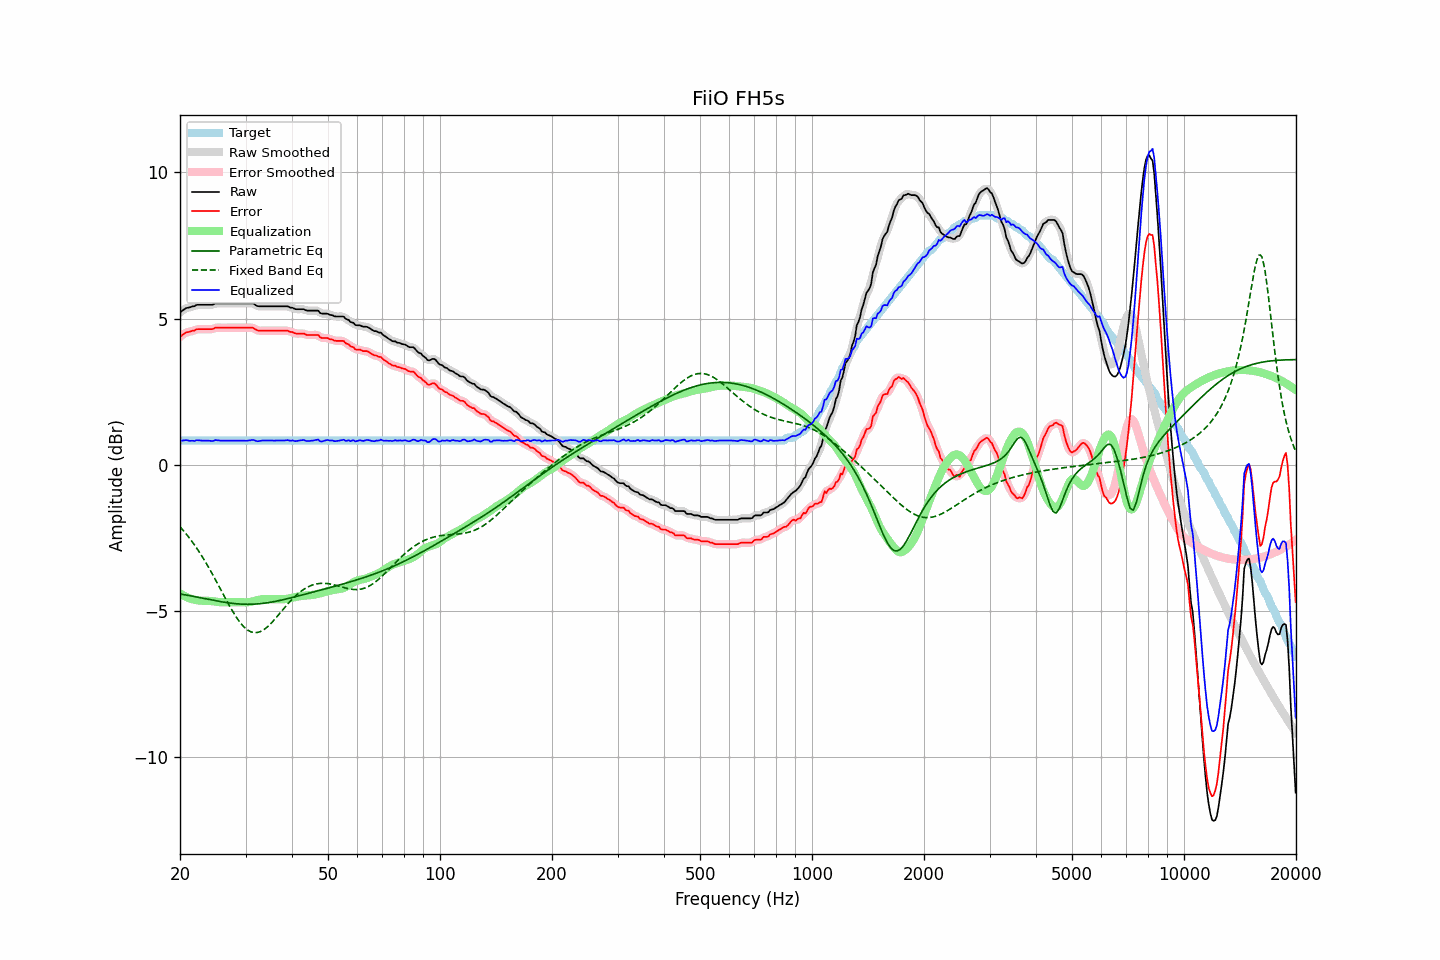 FiiO FH5s
Target
Raw Smoothed
Error Smoothed
Raw
Error
Equalization
Parametric Eq
Fixed Band Eq
Equalized
10
5
0
−5
−10
Amplitude (dBr)
20 50 100 200 500 1000 2000 5000 10000 20000
Frequency (Hz)